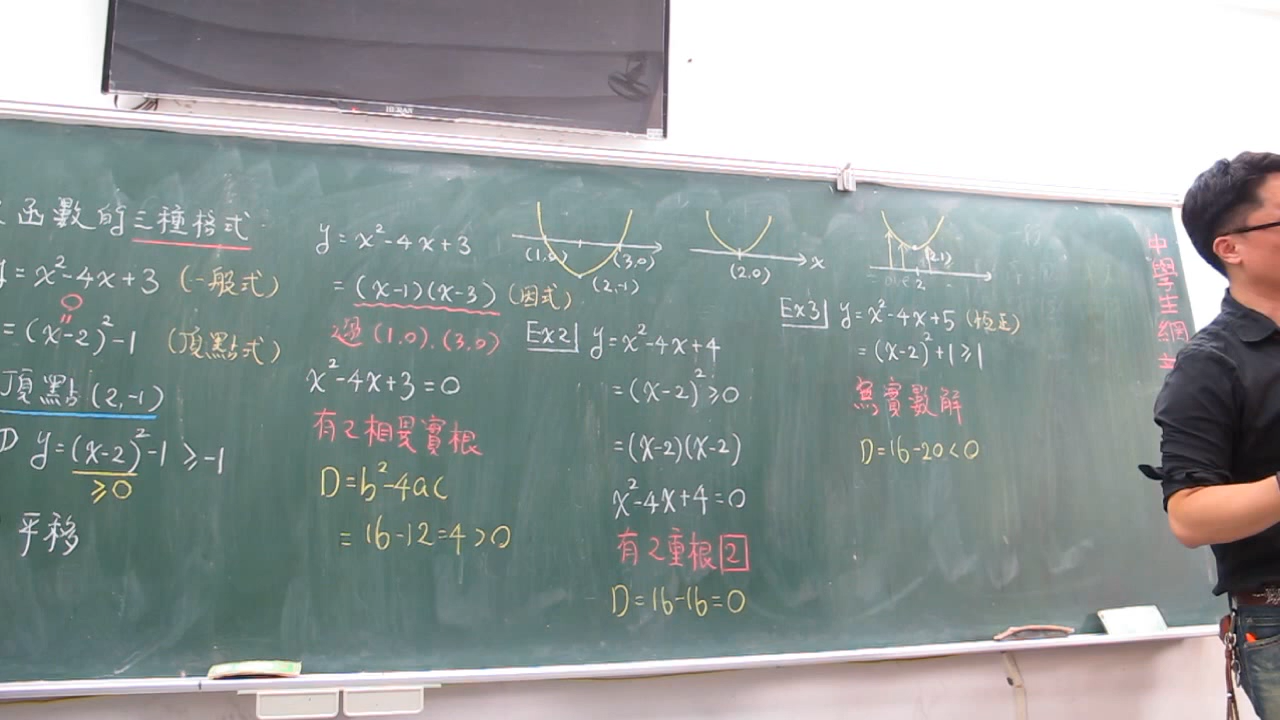 函數的三種格式
y = x²-4x+3 (一般式)
0
= (x-2)²-1 (頂點式)
頂點(2,-1)
y = (x-2)²-1 ≥ -1
≥0
平移
y = x²-4x+3
= (x-1)(x-3) (因式)
過(1,0).(3,0)
x²-4x+3=0
有2相異實根
D=b²-4ac
= 16-12=4>0
(1,0)
(3,0)
(2,-1)
Ex2 y=x²-4x+4
=(x-2)²≥0
=(x-2)(x-2)
x²-4x+4=0
有2重根2
D=16-16=0
(2,0)
x
(2,1)
2
Ex3 y=x²-4x+5 (恆正)
=(x-2)²+1≥1
無實數解
D=16-20<0
中學生網
HERAN